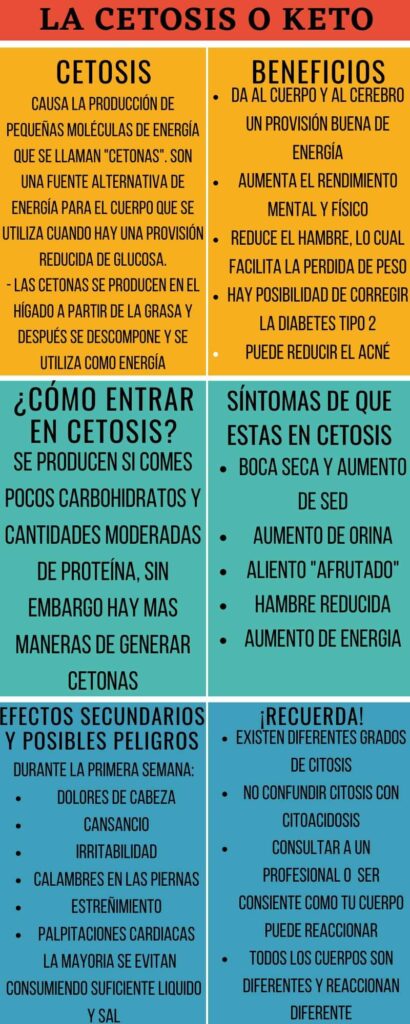 LA CETOSIS O KETO
CETOSIS
CAUSA LA PRODUCCIÓN DE
PEQUEÑAS MOLÉCULAS DE ENERGÍA
QUE SE LLAMAN "CETONAS". SON
UNA FUENTE ALTERNATIVA DE
ENERGÍA PARA EL CUERPO QUE SE
UTILIZA CUANDO HAY UNA PROVISIÓN
REDUCIDA DE GLUCOSA.
- LAS CETONAS SE PRODUCEN EN EL
HÍGADO A PARTIR DE LA GRASA Y
DESPUÉS SE DESCOMPONE Y SE
UTILIZA COMO ENERGÍA
BENEFICIOS
• DA AL CUERPO Y AL CEREBRO
UN PROVISIÓN BUENA DE
ENERGÍA
• AUMENTA EL RENDIMIENTO
MENTAL Y FÍSICO
• REDUCE EL HAMBRE, LO CUAL
FACILITA LA PERDIDA DE PESO
• HAY POSIBILIDAD DE CORREGIR
LA DIABETES TIPO 2
• PUEDE REDUCIR EL ACNÉ
¿CÓMO ENTRAR
EN CETOSIS?
SE PRODUCEN SI COMES
POCOS CARBOHIDRATOS Y
CANTIDADES MODERADAS
DE PROTEÍNA, SIN
EMBARGO HAY MAS
MANERAS DE GENERAR
CETONAS
SÍNTOMAS DE QUE
ESTAS EN CETOSIS
• BOCA SECA Y AUMENTO
DE SED
• AUMENTO DE ORINA
• ALIENTO "AFRUTADO"
• HAMBRE REDUCIDA
• AUMENTO DE ENERGIA
EFECTOS SECUNDARIOS
Y POSIBLES PELIGROS
DURANTE LA PRIMERA SEMANA:
• DOLORES DE CABEZA
• CANSANCIO
• IRRITABILIDAD
• CALAMBRES EN LAS PIERNAS
• ESTREÑIMIENTO
• PALPITACIONES CARDIACAS
LA MAYORIA SE EVITAN
CONSUMIENDO SUFICIENTE LIQUIDO
Y SAL
¡RECUERDA!
• EXISTEN DIFERENTES GRADOS
DE CITOSIS
• NO CONFUNDIR CITOSIS CON
CITOACIDOSIS
• CONSULTAR A UN
PROFESIONAL O SER
CONSIENTE COMO TU CUERPO
PUEDE REACCIONAR
• TODOS LOS CUERPOS SON
DIFERENTES Y REACCIONAN
DIFERENTE